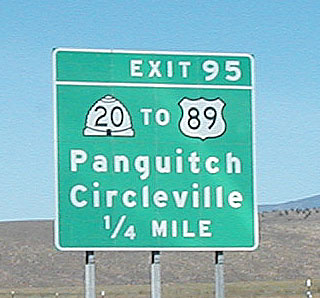 EXIT 95
20 TO 89
Panguitch
Circleville
1/4 MILE